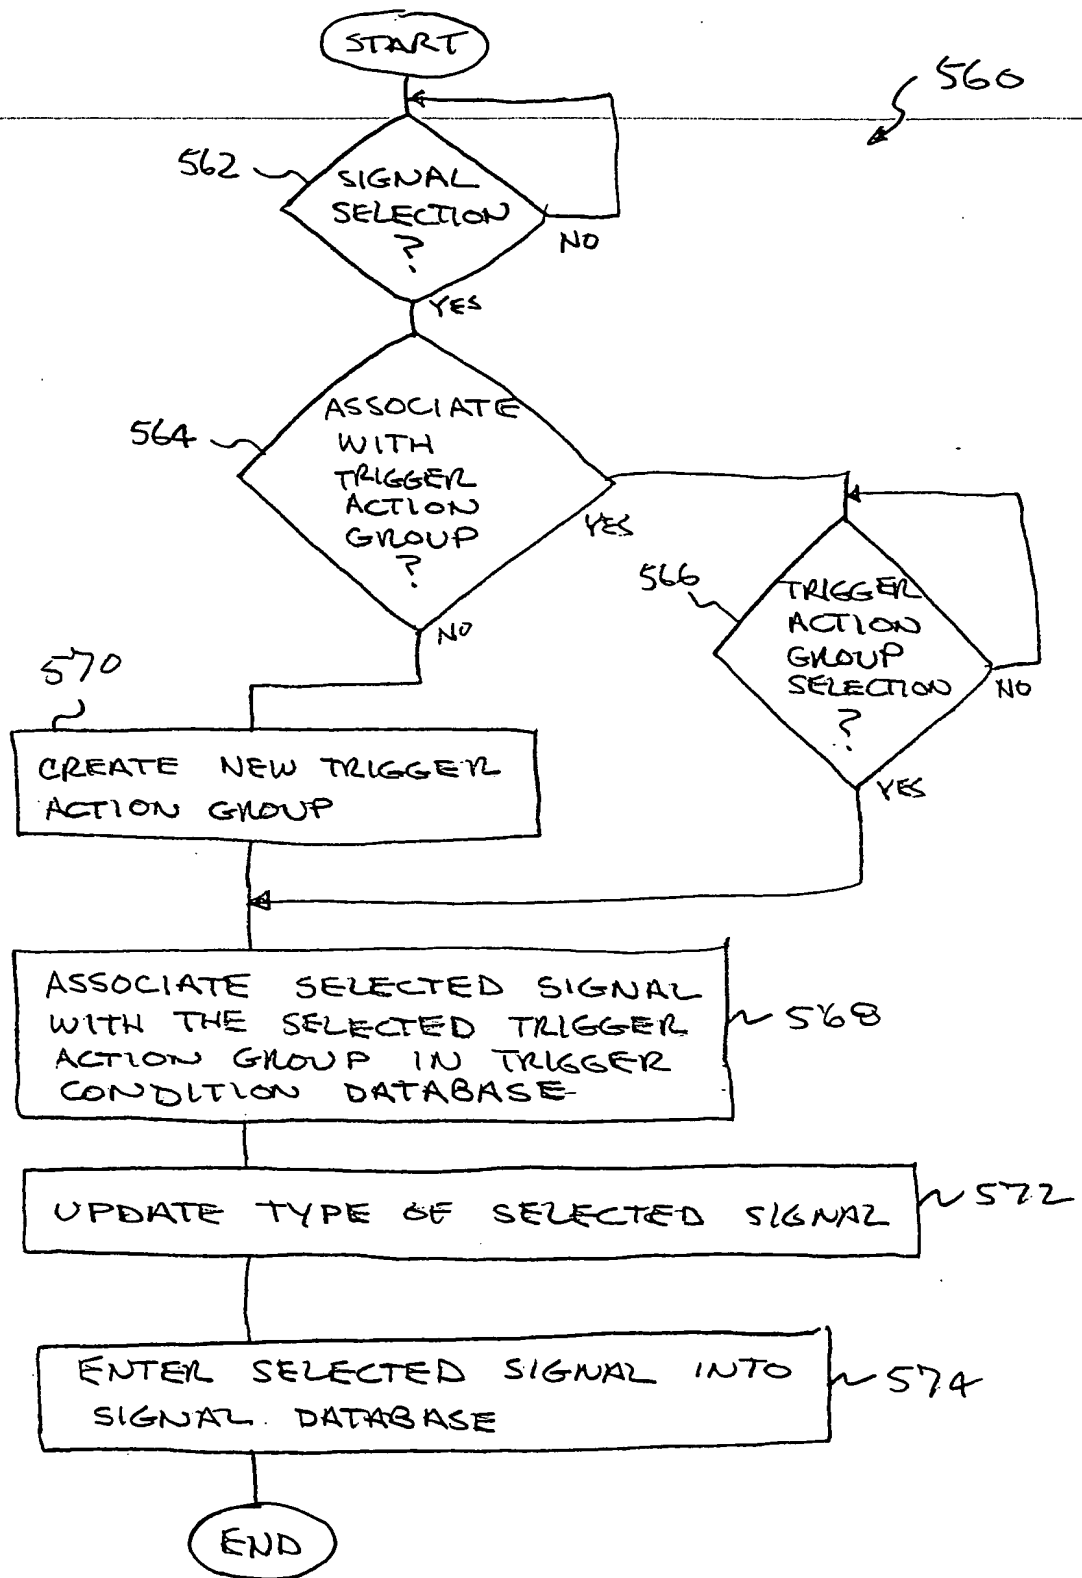 START
560
562
SIGNAL
SELECTION
?
NO
YES
564
ASSOCIATE
WITH
TRIGGER
ACTION
GROUP
?
YES
NO
566
TRIGGER
ACTION
GROUP
SELECTION
?
NO
YES
570
CREATE NEW TRIGGER
ACTION GROUP
ASSOCIATE SELECTED SIGNAL
WITH THE SELECTED TRIGGER
ACTION GROUP IN TRIGGER
CONDITION DATABASE
568
UPDATE TYPE OF SELECTED SIGNAL
572
ENTER SELECTED SIGNAL INTO
SIGNAL DATABASE
574
END